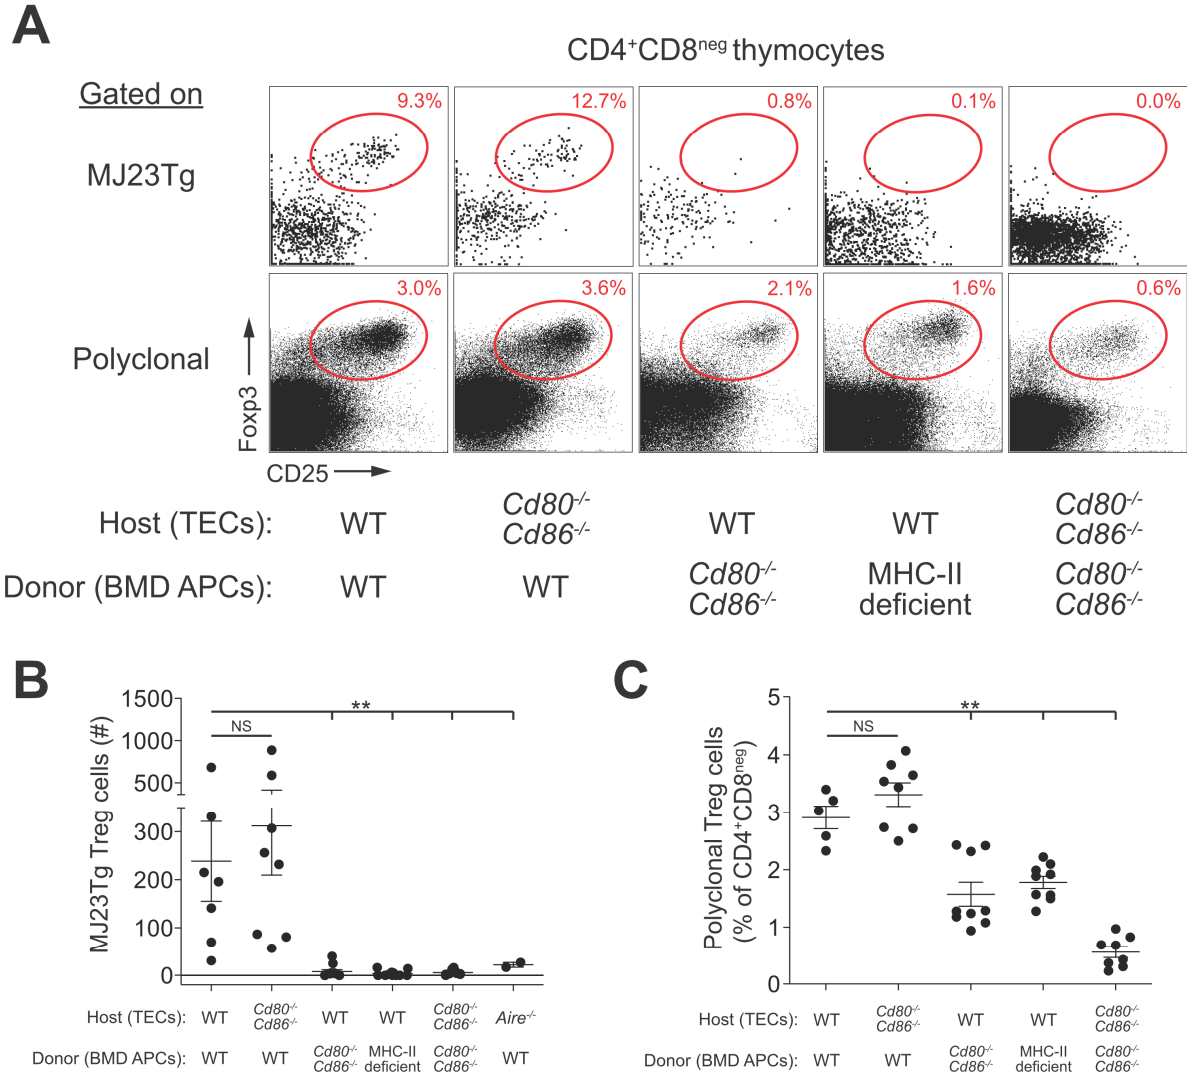 A
CD4⁺CD8ⁿᵉᵍ thymocytes
Gated on
MJ23Tg
9.3% 12.7% 0.8% 0.1% 0.0%
Polyclonal
3.0% 3.6% 2.1% 1.6% 0.6%
Foxp3
CD25
Host (TECs): WT Cd80⁻/⁻ Cd86⁻/⁻ WT WT Cd80⁻/⁻ Cd86⁻/⁻
Donor (BMD APCs): WT WT Cd80⁻/⁻ Cd86⁻/⁻ MHC-II deficient Cd80⁻/⁻ Cd86⁻/⁻
B
MJ23Tg Treg cells (#)
1500
1000
500
300
200
100
0
**
NS
Host (TECs): WT Cd80⁻/⁻ Cd86⁻/⁻ WT WT Cd80⁻/⁻ Cd86⁻/⁻ Aire⁻/⁻
Donor (BMD APCs): WT WT Cd80⁻/⁻ Cd86⁻/⁻ MHC-II deficient Cd80⁻/⁻ Cd86⁻/⁻ WT
C
Polyclonal Treg cells
(% of CD4⁺CD8ⁿᵉᵍ)
5
4
3
2
1
0
**
NS
Host (TECs): WT Cd80⁻/⁻ Cd86⁻/⁻ WT WT Cd80⁻/⁻ Cd86⁻/⁻
Donor (BMD APCs): WT WT Cd80⁻/⁻ Cd86⁻/⁻ MHC-II deficient Cd80⁻/⁻ Cd86⁻/⁻